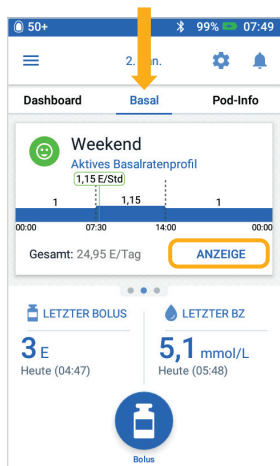 50+ 99% 07:49
2. an.
Dashboard Basal Pod-Info
Weekend
Aktives Basalratenprofil
1,15 E/Std
1 1,15 1
00:00 07:30 14:00 00:00
Gesamt: 24,95 E/Tag ANZEIGE
LETZTER BOLUS LETZTER BZ
3 E 5,1 mmol/L
Heute (04:47) Heute (05:48)
Bolus